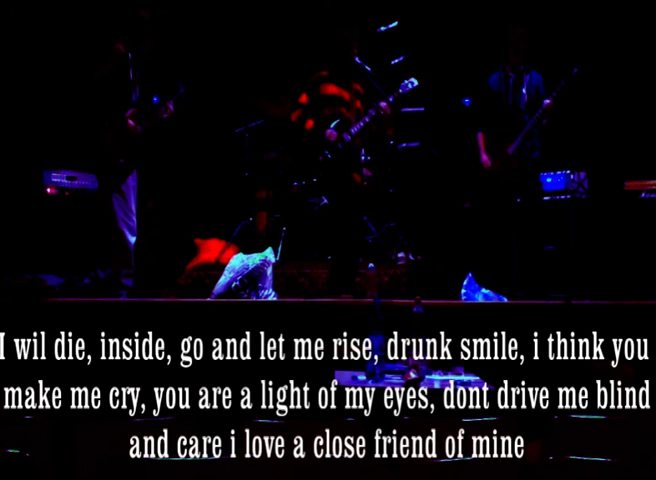 I wil die, inside, go and let me rise, drunk smile, i think you
make me cry, you are a light of my eyes, dont drive me blind
and care i love a close friend of mine